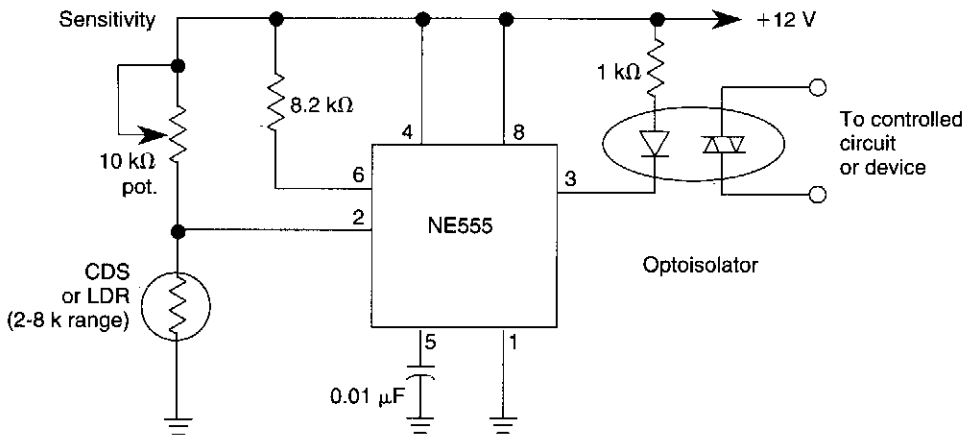 Sensitivity
+12 V
1 kΩ
8.2 kΩ
4
8
10 kΩ
pot.
6
2
3
NE555
To controlled
circuit
or device
Optoisolator
CDS
or LDR
(2-8 k range)
5
1
0.01 μF